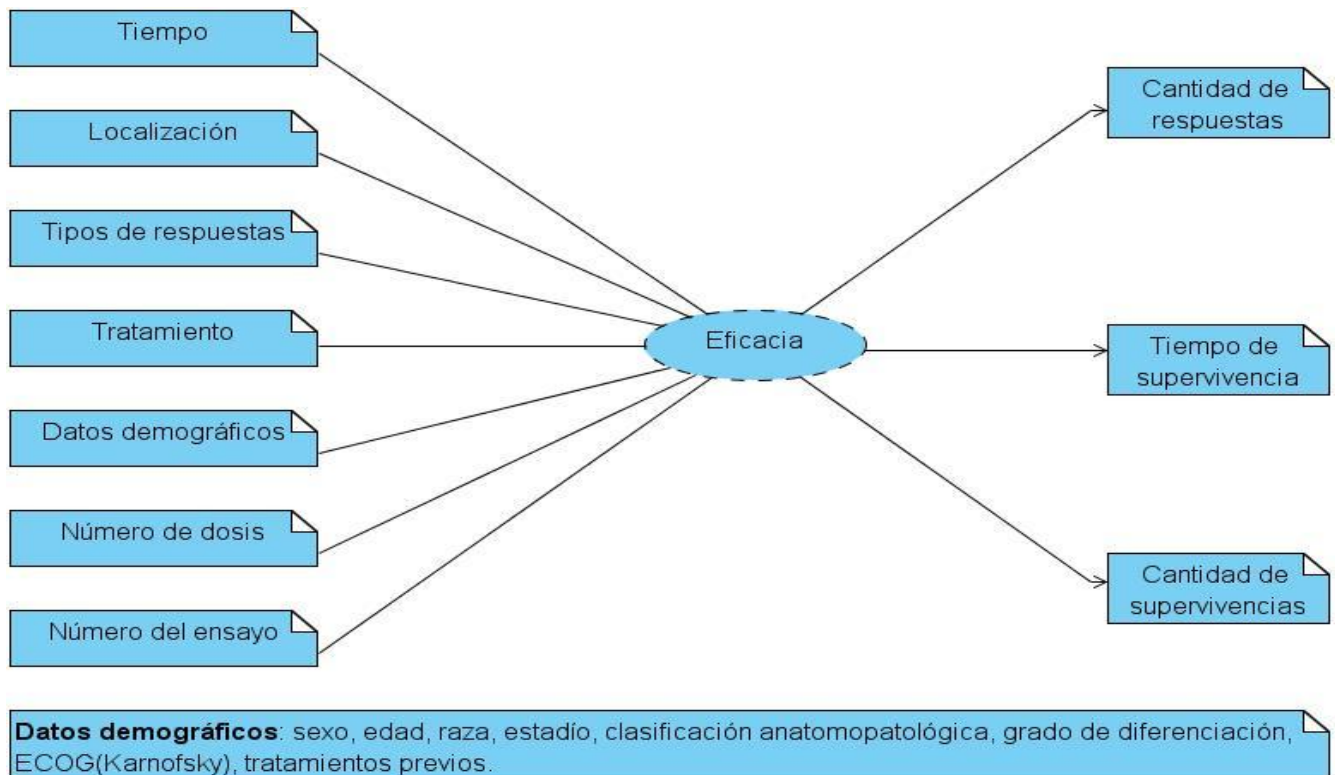 Tiempo
Localización
Tipos de respuestas
Tratamiento
Datos demográficos
Número de dosis
Número del ensayo
Eficacia
Cantidad de
respuestas
Tiempo de
supervivencia
Cantidad de
supervivencias
Datos demográficos: sexo, edad, raza, estadío, clasificación anatomopatológica, grado de diferenciación,
ECOG(Karnofsky), tratamientos previos.